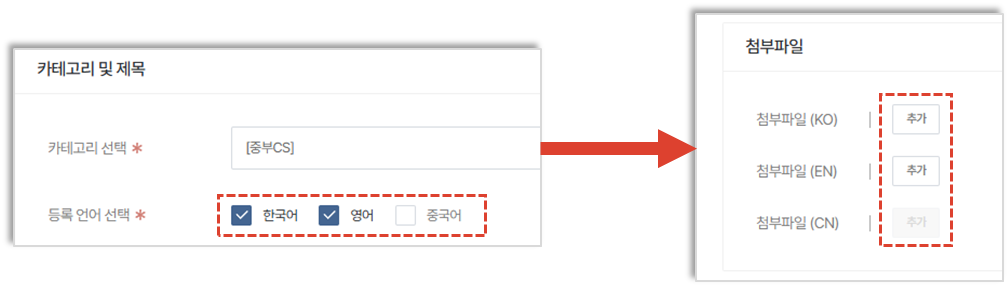 카테고리 및 제목
카테고리 선택 * [중부CS]
등록 언어 선택 * 한국어 영어 중국어
첨부파일
첨부파일 (KO) | 추가
첨부파일 (EN) | 추가
첨부파일 (CN) | 추가